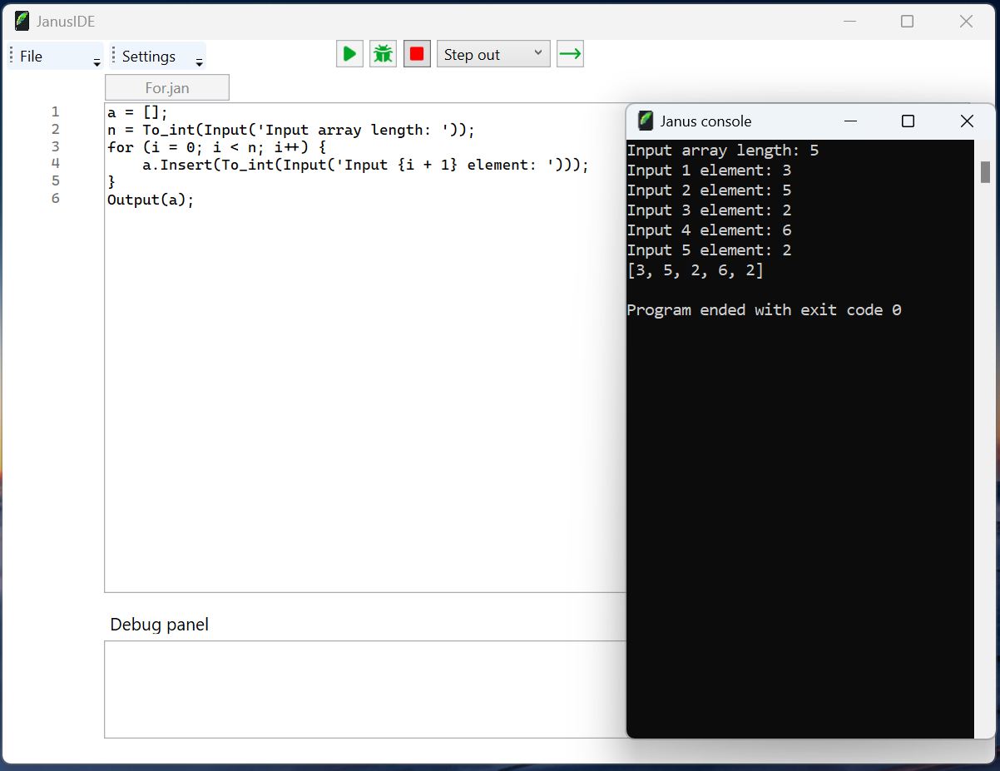 JanusIDE
File
Settings
Step out
For.jan
1 a = [];
2 n = To_int(Input('Input array length: '));
3 for (i = 0; i < n; i++) {
4     a.Insert(To_int(Input('Input {i + 1} element: ')));
5 }
6 Output(a);
Janus console
Input array length: 5
Input 1 element: 3
Input 2 element: 5
Input 3 element: 2
Input 4 element: 6
Input 5 element: 2
[3, 5, 2, 6, 2]
Program ended with exit code 0
Debug panel